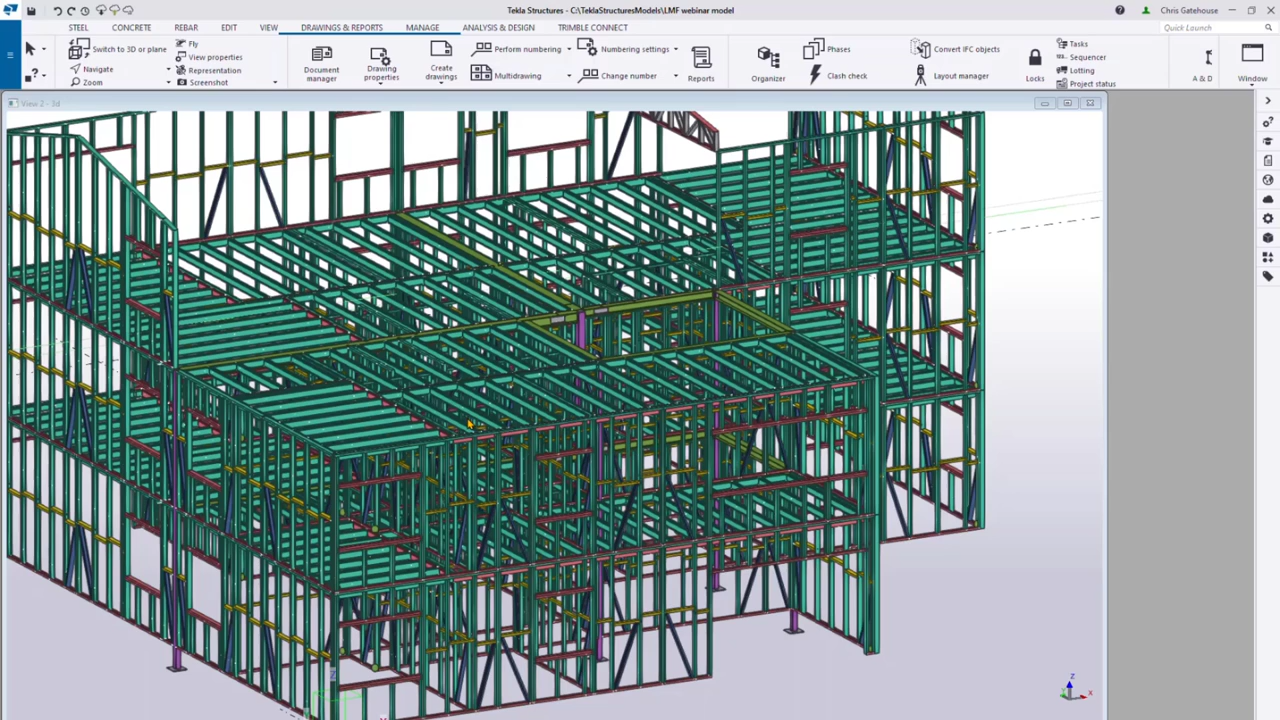 Tekla Structures - C:\TeklaStructuresModels\LMF webinar model
Chris Gatehouse
STEEL CONCRETE REBAR EDIT VIEW DRAWINGS & REPORTS MANAGE ANALYSIS & DESIGN TRIMBLE CONNECT
Quick Launch
Switch to 3D or plane
Navigate
Zoom
Fly
View properties
Representation
Screenshot
Document
manager
Drawing
properties
Create
drawings
Perform numbering
Multidrawing
Numbering settings
Change number
Reports
Organizer
Phases
Clash check
Convert IFC objects
Layout manager
Locks
Tasks
Sequencer
Lotting
Project status
A & D
Window
View 2 - 3d
Z
X
Z